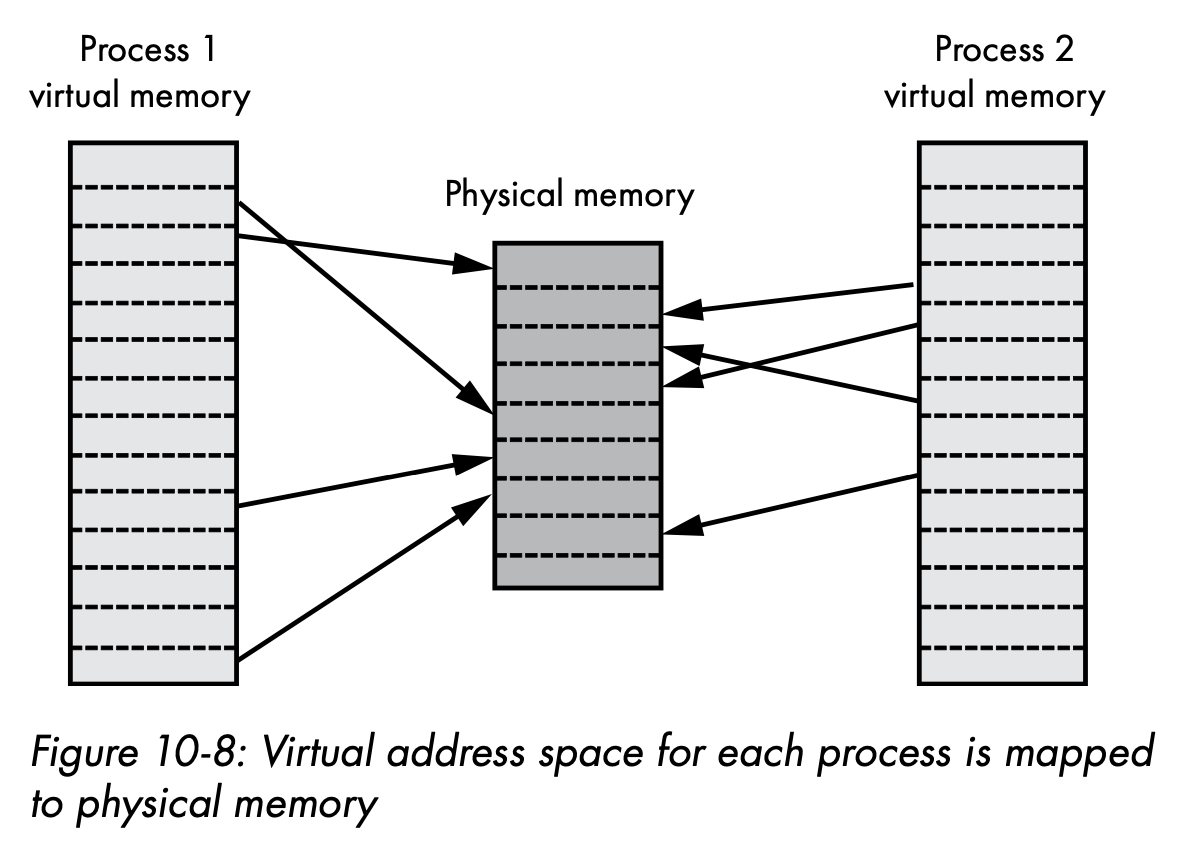 Process 1
virtual memory
Process 2
virtual memory
Physical memory
Figure 10-8: Virtual address space for each process is mapped
to physical memory